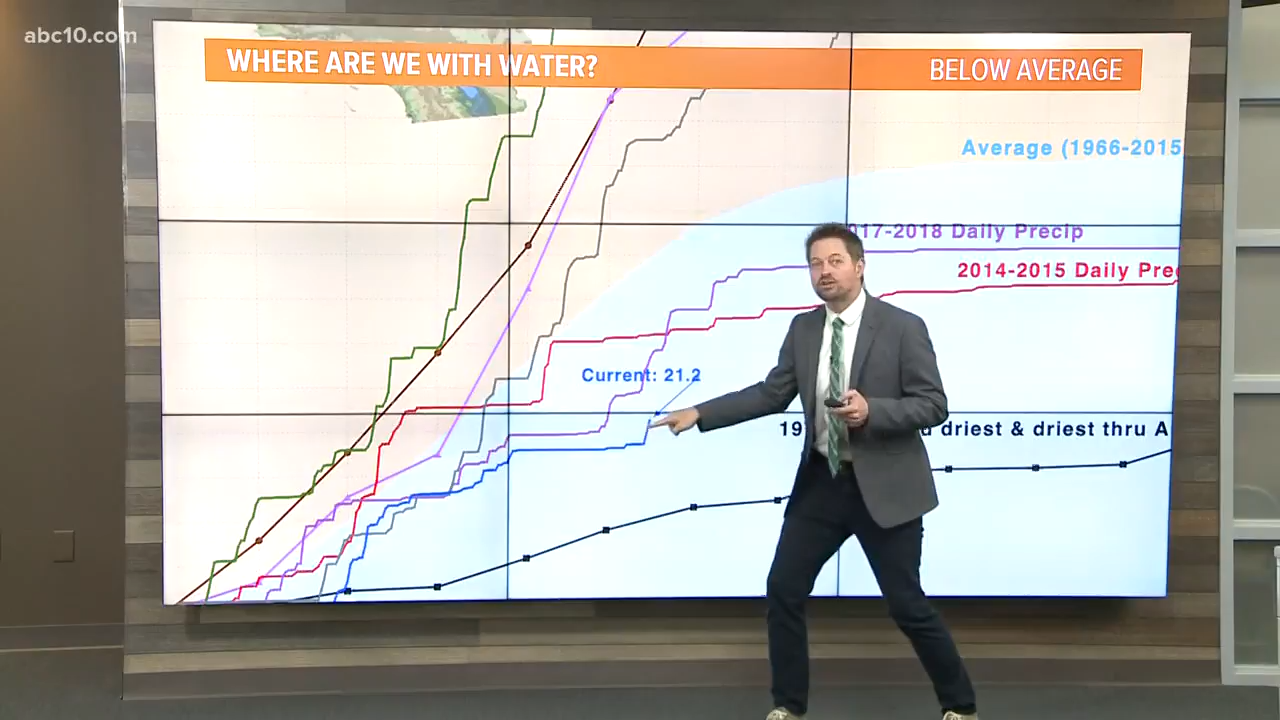 abc10.com
WHERE ARE WE WITH WATER?
BELOW AVERAGE
Average (1966-2015
017-2018 Daily Precip
2014-2015 Daily Prec
Current: 21.2
19
d driest & driest thru A